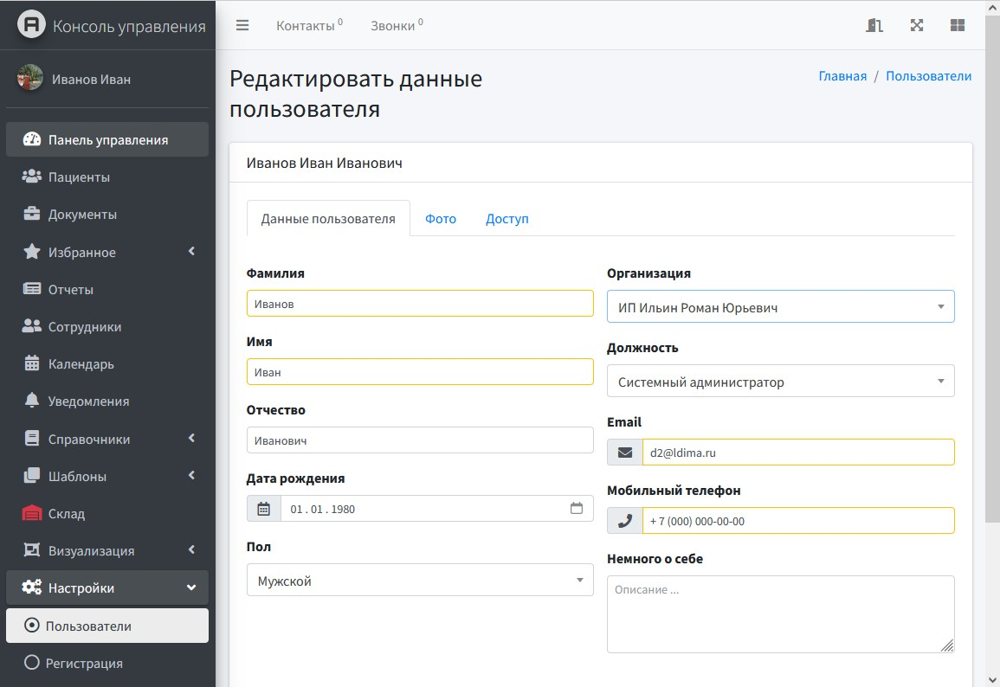 Консоль управления
Контакты 0
Звонки 0
Иванов Иван
Редактировать данные
пользователя
Главная / Пользователи
Панель управления
Пациенты
Документы
Избранное
Отчеты
Сотрудники
Календарь
Уведомления
Справочники
Шаблоны
Склад
Визуализация
Настройки
Пользователи
Регистрация
Иванов Иван Иванович
Данные пользователя
Фото
Доступ
Фамилия
Иванов
Имя
Иван
Отчество
Иванович
Дата рождения
01 . 01 . 1980
Пол
Мужской
Организация
ИП Ильин Роман Юрьевич
Должность
Системный администратор
Email
d2@ldima.ru
Мобильный телефон
+ 7 (000) 000-00-00
Немного о себе
Описание ...